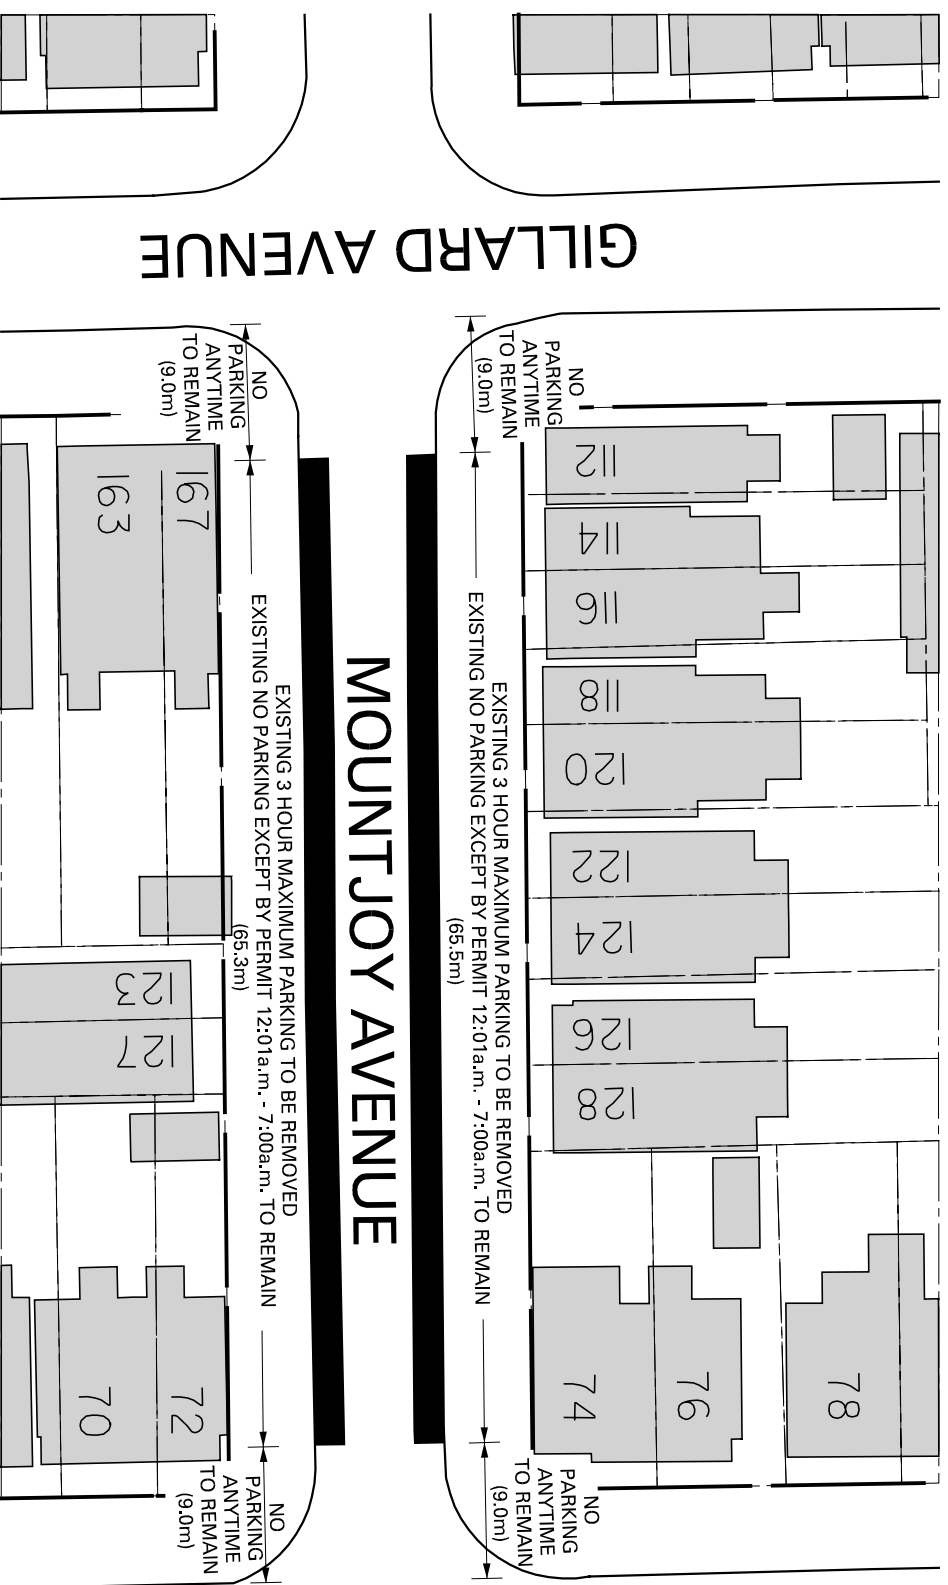 GILLARD AVENUE
NO
PARKING
ANYTIME
TO REMAIN
(9.0m)
NO
PARKING
ANYTIME
TO REMAIN
(9.0m)
163
167
112
114
116
118
120
122
124
126
128
EXISTING 3 HOUR MAXIMUM PARKING TO BE REMOVED
EXISTING NO PARKING EXCEPT BY PERMIT 12:01a.m. - 7:00a.m. TO REMAIN
(65.3m)
MOUNTJOY AVENUE
EXISTING 3 HOUR MAXIMUM PARKING TO BE REMOVED
EXISTING NO PARKING EXCEPT BY PERMIT 12:01a.m. - 7:00a.m. TO REMAIN
(65.5m)
123
127
70
72
74
76
78
NO
PARKING
ANYTIME
TO REMAIN
(9.0m)
NO
PARKING
ANYTIME
TO REMAIN
(9.0m)